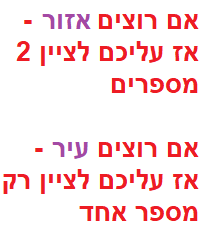 אם רוצים אזור -
אז עליכם לציין 2
מספרים
אם רוצים עיר -
אז עליכם לציין רק
מספר אחד